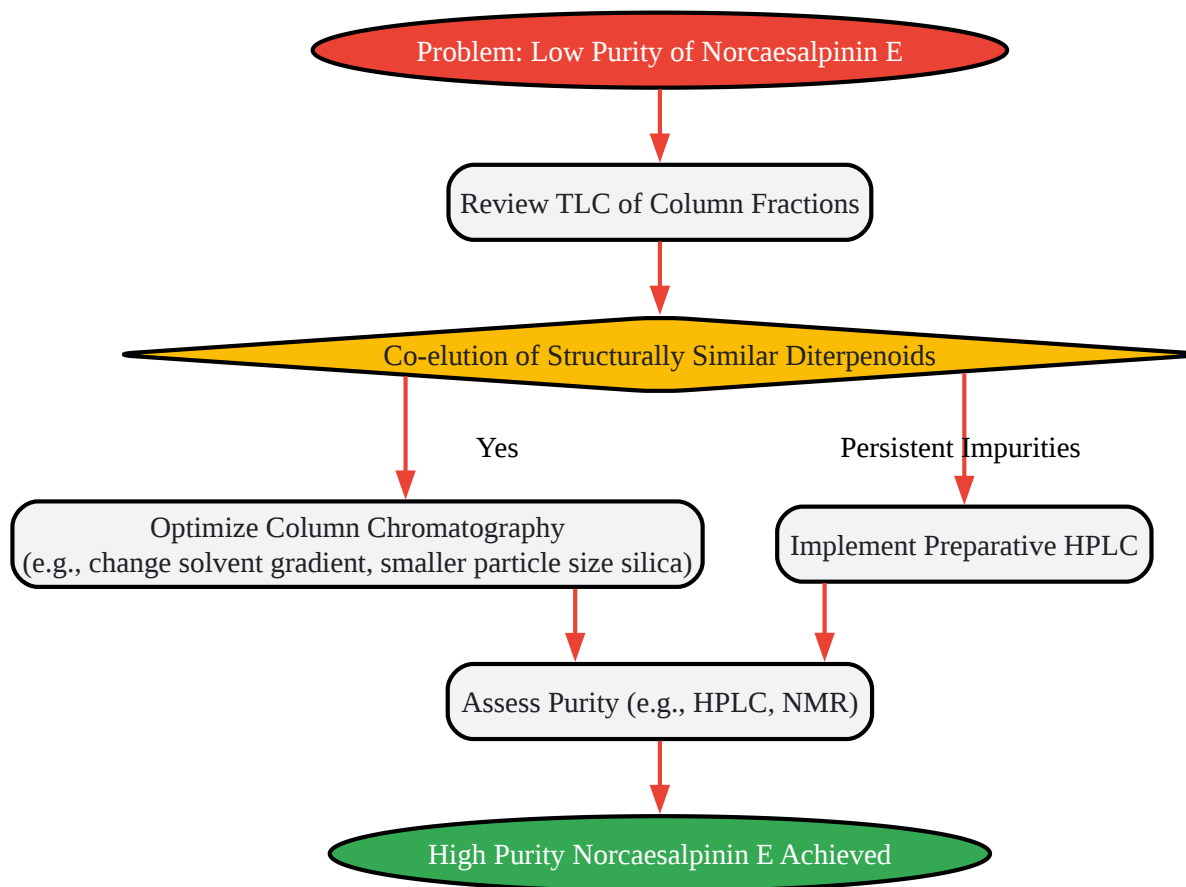 Problem: Low Purity of Norcaesalpinin E
Review TLC of Column Fractions
Co-elution of Structurally Similar Diterpenoids
Yes
Persistent Impurities
Optimize Column Chromatography
(e.g., change solvent gradient, smaller particle size silica)
Implement Preparative HPLC
Assess Purity (e.g., HPLC, NMR)
High Purity Norcaesalpinin E Achieved